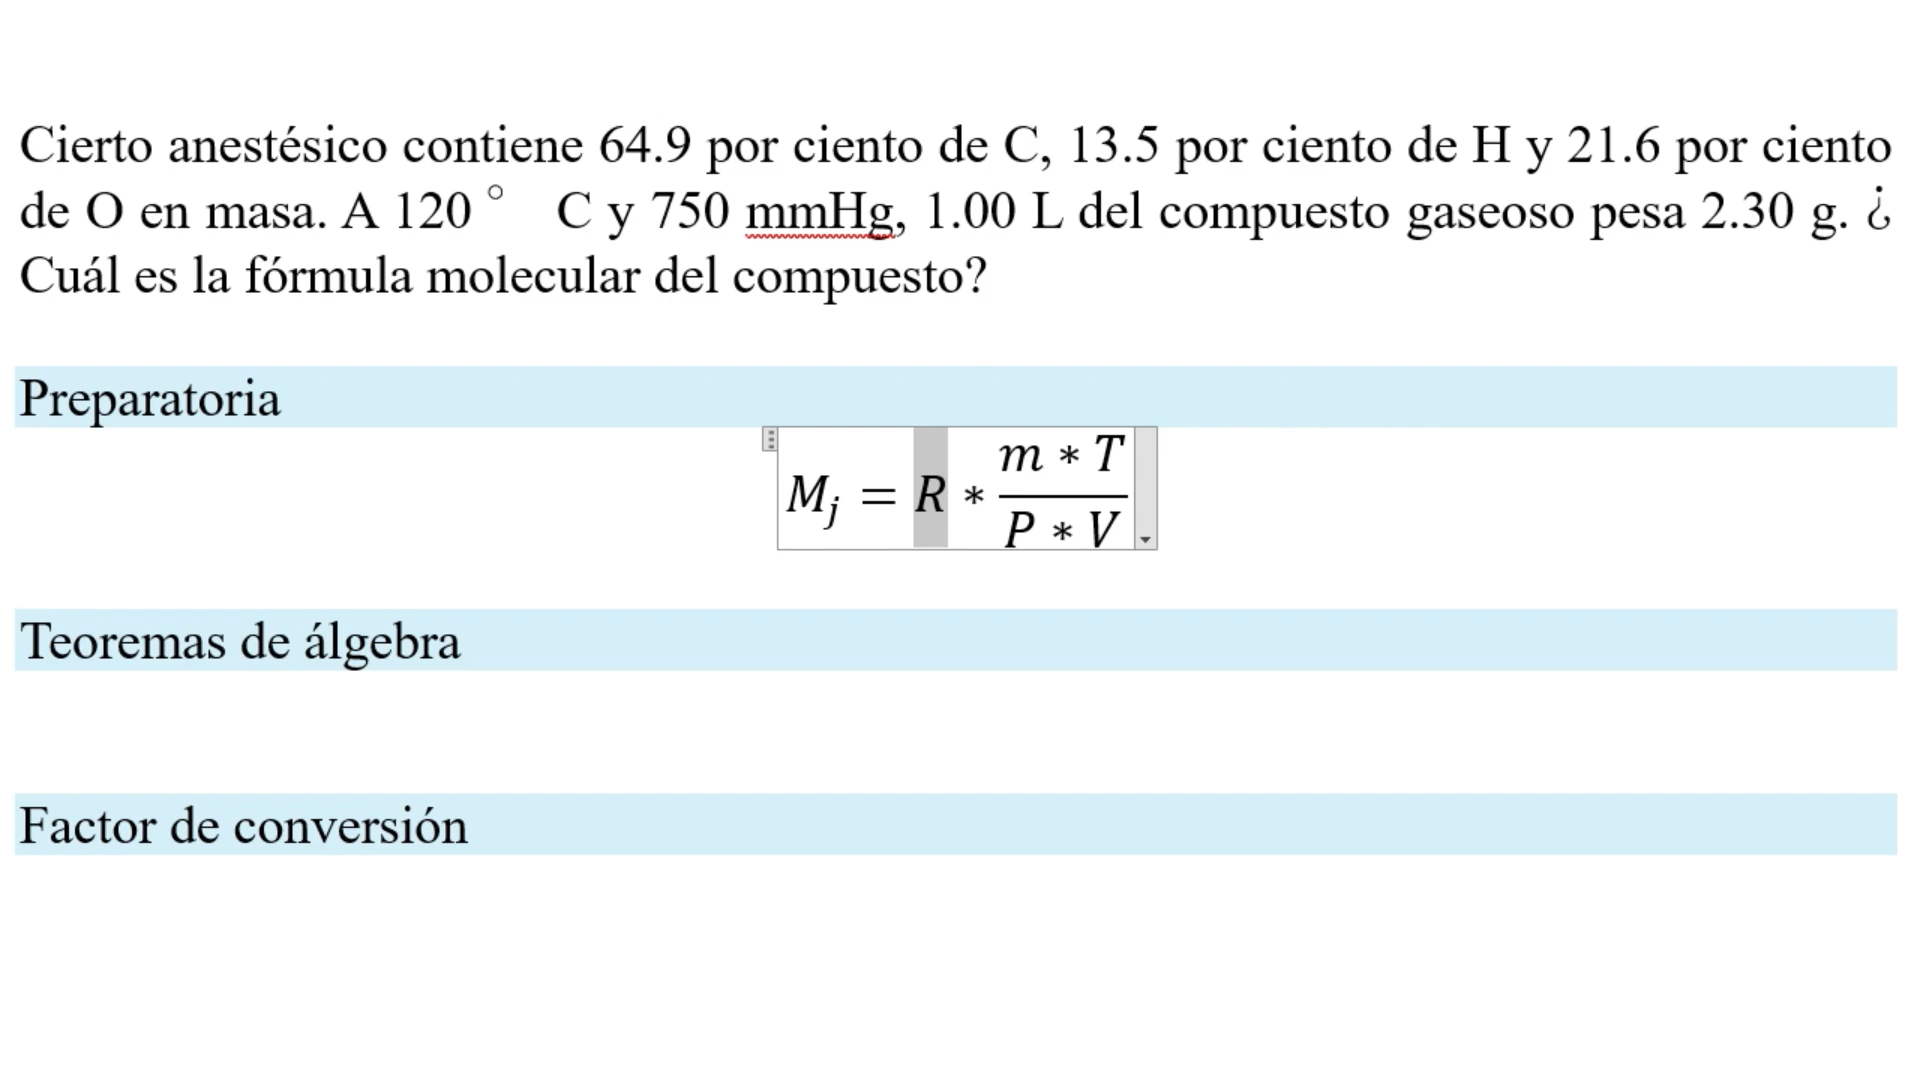 Cierto anestésico contiene 64.9 por ciento de C, 13.5 por ciento de H y 21.6 por ciento
de O en masa. A 120 ° C y 750 mmHg, 1.00 L del compuesto gaseoso pesa 2.30 g. ¿
Cuál es la fórmula molecular del compuesto?
Preparatoria
M_j = R * (m * T)/(P * V)
Teoremas de álgebra
Factor de conversión